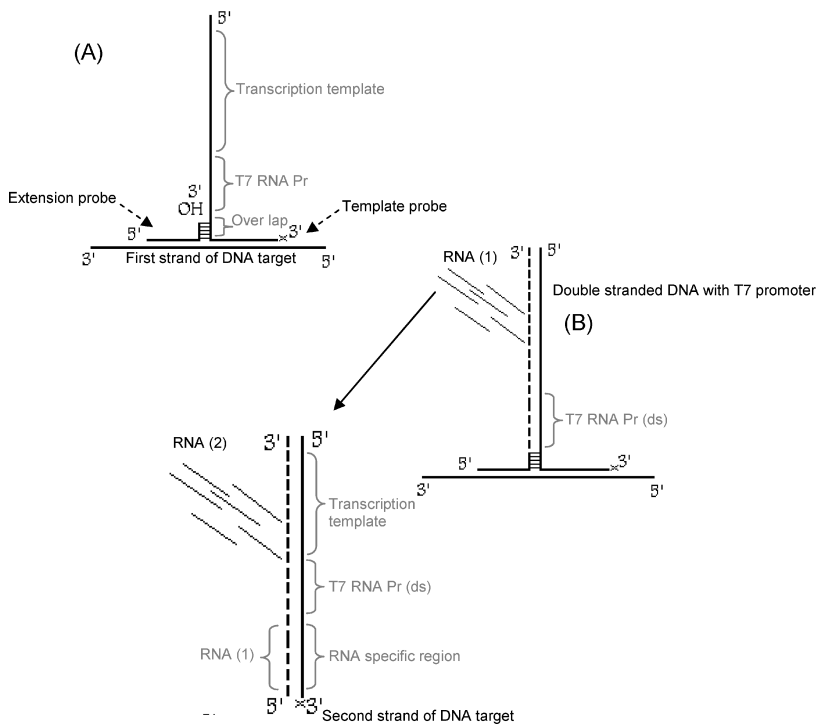 5'
(A)
Transcription template
T7 RNA Pr
3'
OH
Extension probe
Over lap
Template probe
5'
3'
3'
First strand of DNA target
5'
RNA (1)
3'
5'
Double stranded DNA with T7 promoter
(B)
T7 RNA Pr (ds)
5'
3'
3'
5'
RNA (2)
3'
5'
Transcription
template
T7 RNA Pr (ds)
RNA (1)
RNA specific region
5'
3'
Second strand of DNA target